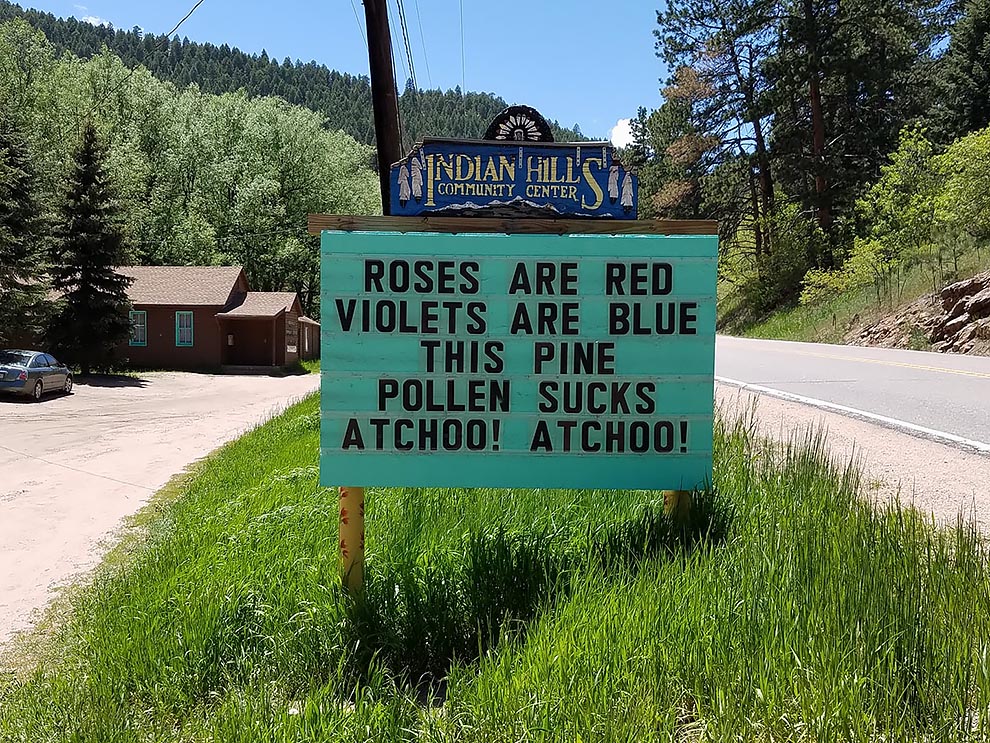 INDIAN HILLS
COMMUNITY CENTER
ROSES ARE RED
VIOLETS ARE BLUE
THIS PINE
POLLEN SUCKS
ATCHOO! ATCHOO!